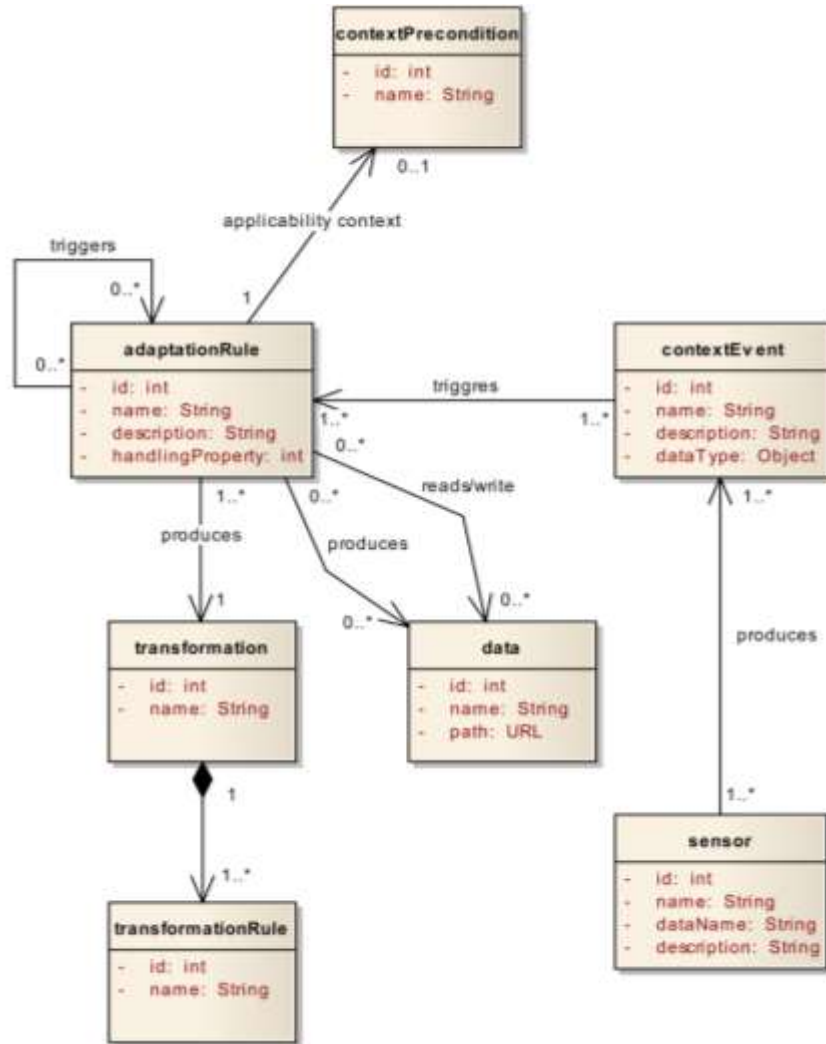 contextPrecondition
- id: int
- name: String
0..1
applicability context
triggers
0..*
1
0..*
adaptationRule
- id: int
- name: String
- description: String
- handlingProperty: int
contextEvent
- id: int
- name: String
- description: String
- dataType: Object
triggres
1..*
1..*
0..*
reads/write
1..*
0..*
1..*
produces
produces
1
0..*
0..*
produces
transformation
- id: int
- name: String
data
- id: int
- name: String
- path: URL
1
1..*
1..*
sensor
- id: int
- name: String
- dataName: String
- description: String
transformationRule
- id: int
- name: String